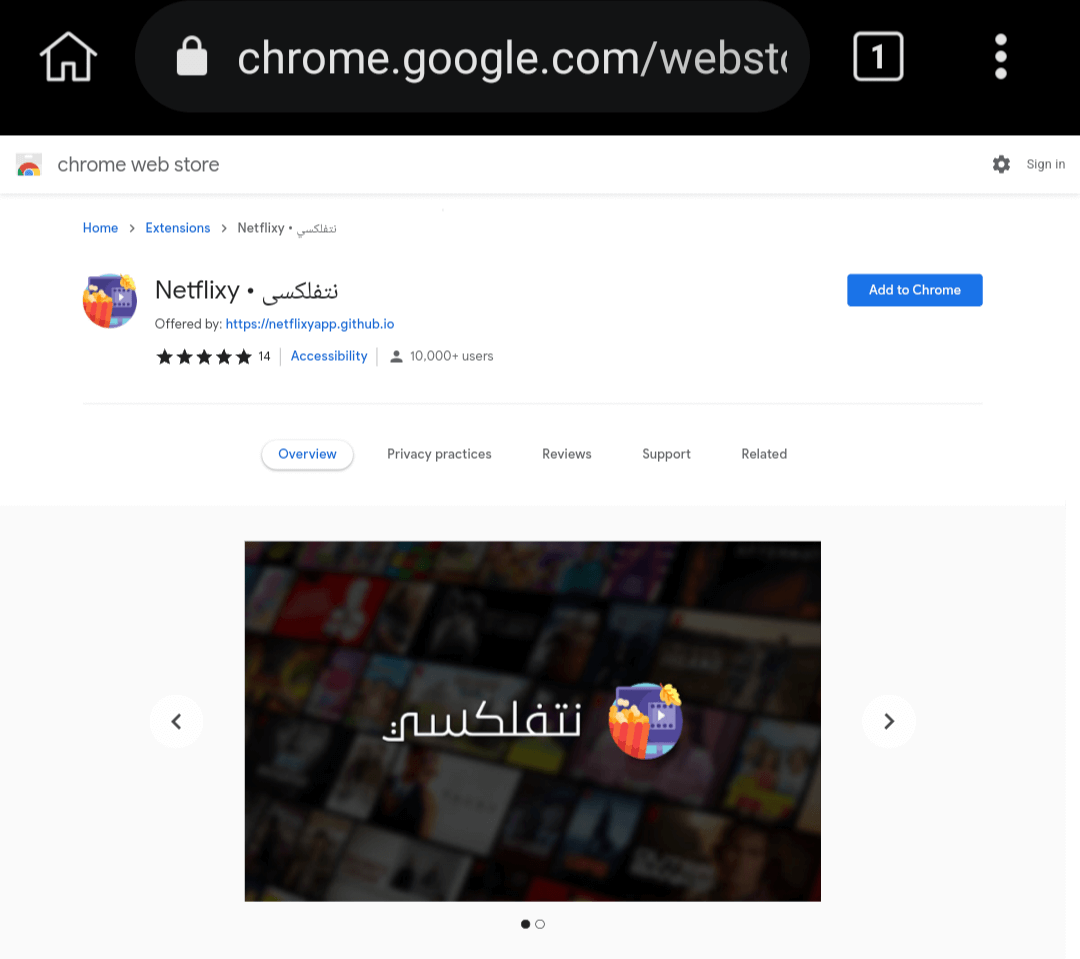 chrome.google.com/websto
1
chrome web store
Sign in
Home > Extensions > Netflixy • نتفلكسي
Netflixy • نتفلكسي
Add to Chrome
Offered by: https://netflixyapp.github.io
★★★★★ 14 | Accessibility | 10,000+ users
Overview
Privacy practices
Reviews
Support
Related
نتفلكسي